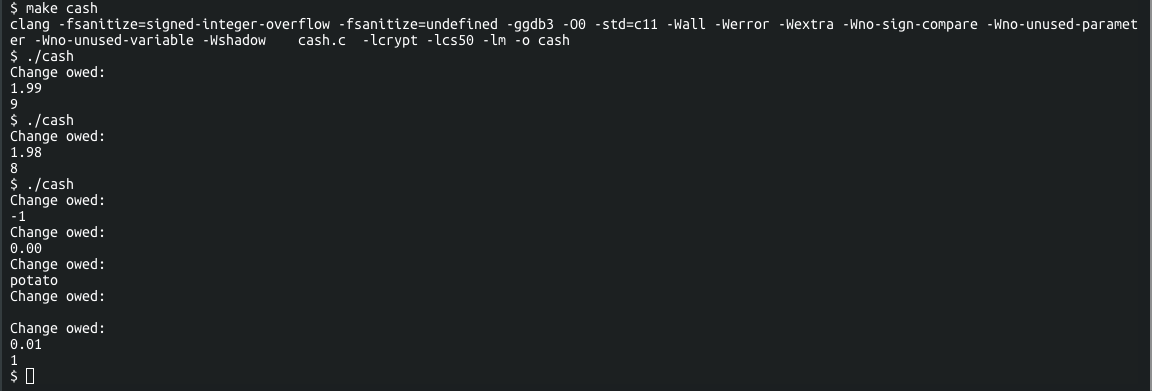 $ make cash
clang -fsanitize=signed-integer-overflow -fsanitize=undefined -ggdb3 -O0 -std=c11 -Wall -Werror -Wextra -Wno-sign-compare -Wno-unused-paramet
er -Wno-unused-variable -Wshadow    cash.c  -lcrypt -lcs50 -lm -o cash
$ ./cash
Change owed:
1.99
9
$ ./cash
Change owed:
1.98
8
$ ./cash
Change owed:
-1
Change owed:
0.00
Change owed:
potato
Change owed:

Change owed:
0.01
1
$